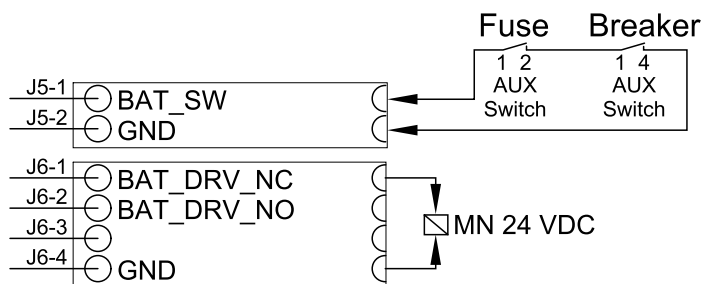 Fuse Breaker
1 2 1 4
AUX AUX
Switch Switch
J5-1 BAT_SW
J5-2 GND
J6-1 BAT_DRV_NC
J6-2 BAT_DRV_NO
J6-3
J6-4 GND
MN 24 VDC